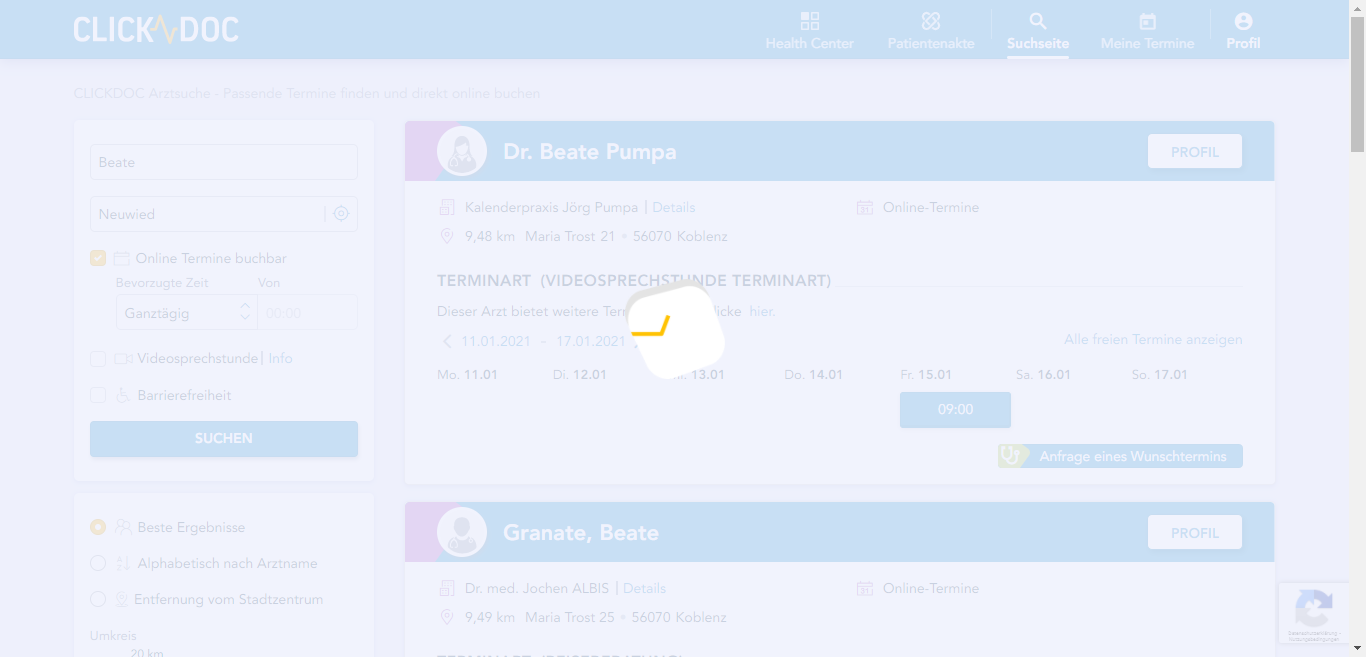 CLICK DOC
Health Center
Patientenakte
Suchseite
Meine Termine
Profil
CLICKDOC Arztsuche - Passende Termine finden und direkt online buchen
Beate
Neuwied
Online Termine buchbar
Bevorzugte Zeit Von
Ganztägig 00:00
Videosprechstunde | Info
Barrierefreiheit
SUCHEN
Beste Ergebnisse
Alphabetisch nach Arztname
Entfernung vom Stadtzentrum
Umkreis
20 km
Dr. Beate Pumpa PROFIL
Kalenderpraxis Jörg Pumpa | Details Online-Termine
9,48 km Maria Trost 21 • 56070 Koblenz
TERMINART (VIDEOSPRECHSTUNDE TERMINART)
Dieser Arzt bietet weitere hier.
11.01.2021 - 17.01.2021 Alle freien Termine anzeigen
Mo. 11.01 Di. 12.01 13.01 Do. 14.01 Fr. 15.01 Sa. 16.01 So. 17.01
09:00
Anfrage eines Wunschtermins
Granate, Beate PROFIL
Dr. med. Jochen ALBIS | Details Online-Termine
9,49 km Maria Trost 25 • 56070 Koblenz
Datenschutzerklärung -
Nutzungsbedingungen